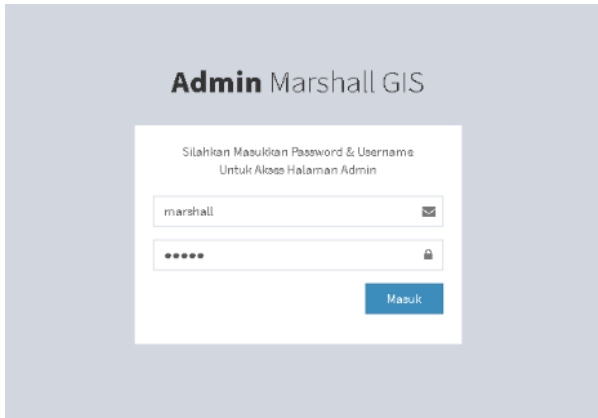 Admin Marshall GIS
Silahkan Masukkan Password & Username
Untuk Akses Halaman Admin
marshall
•••••
Masuk